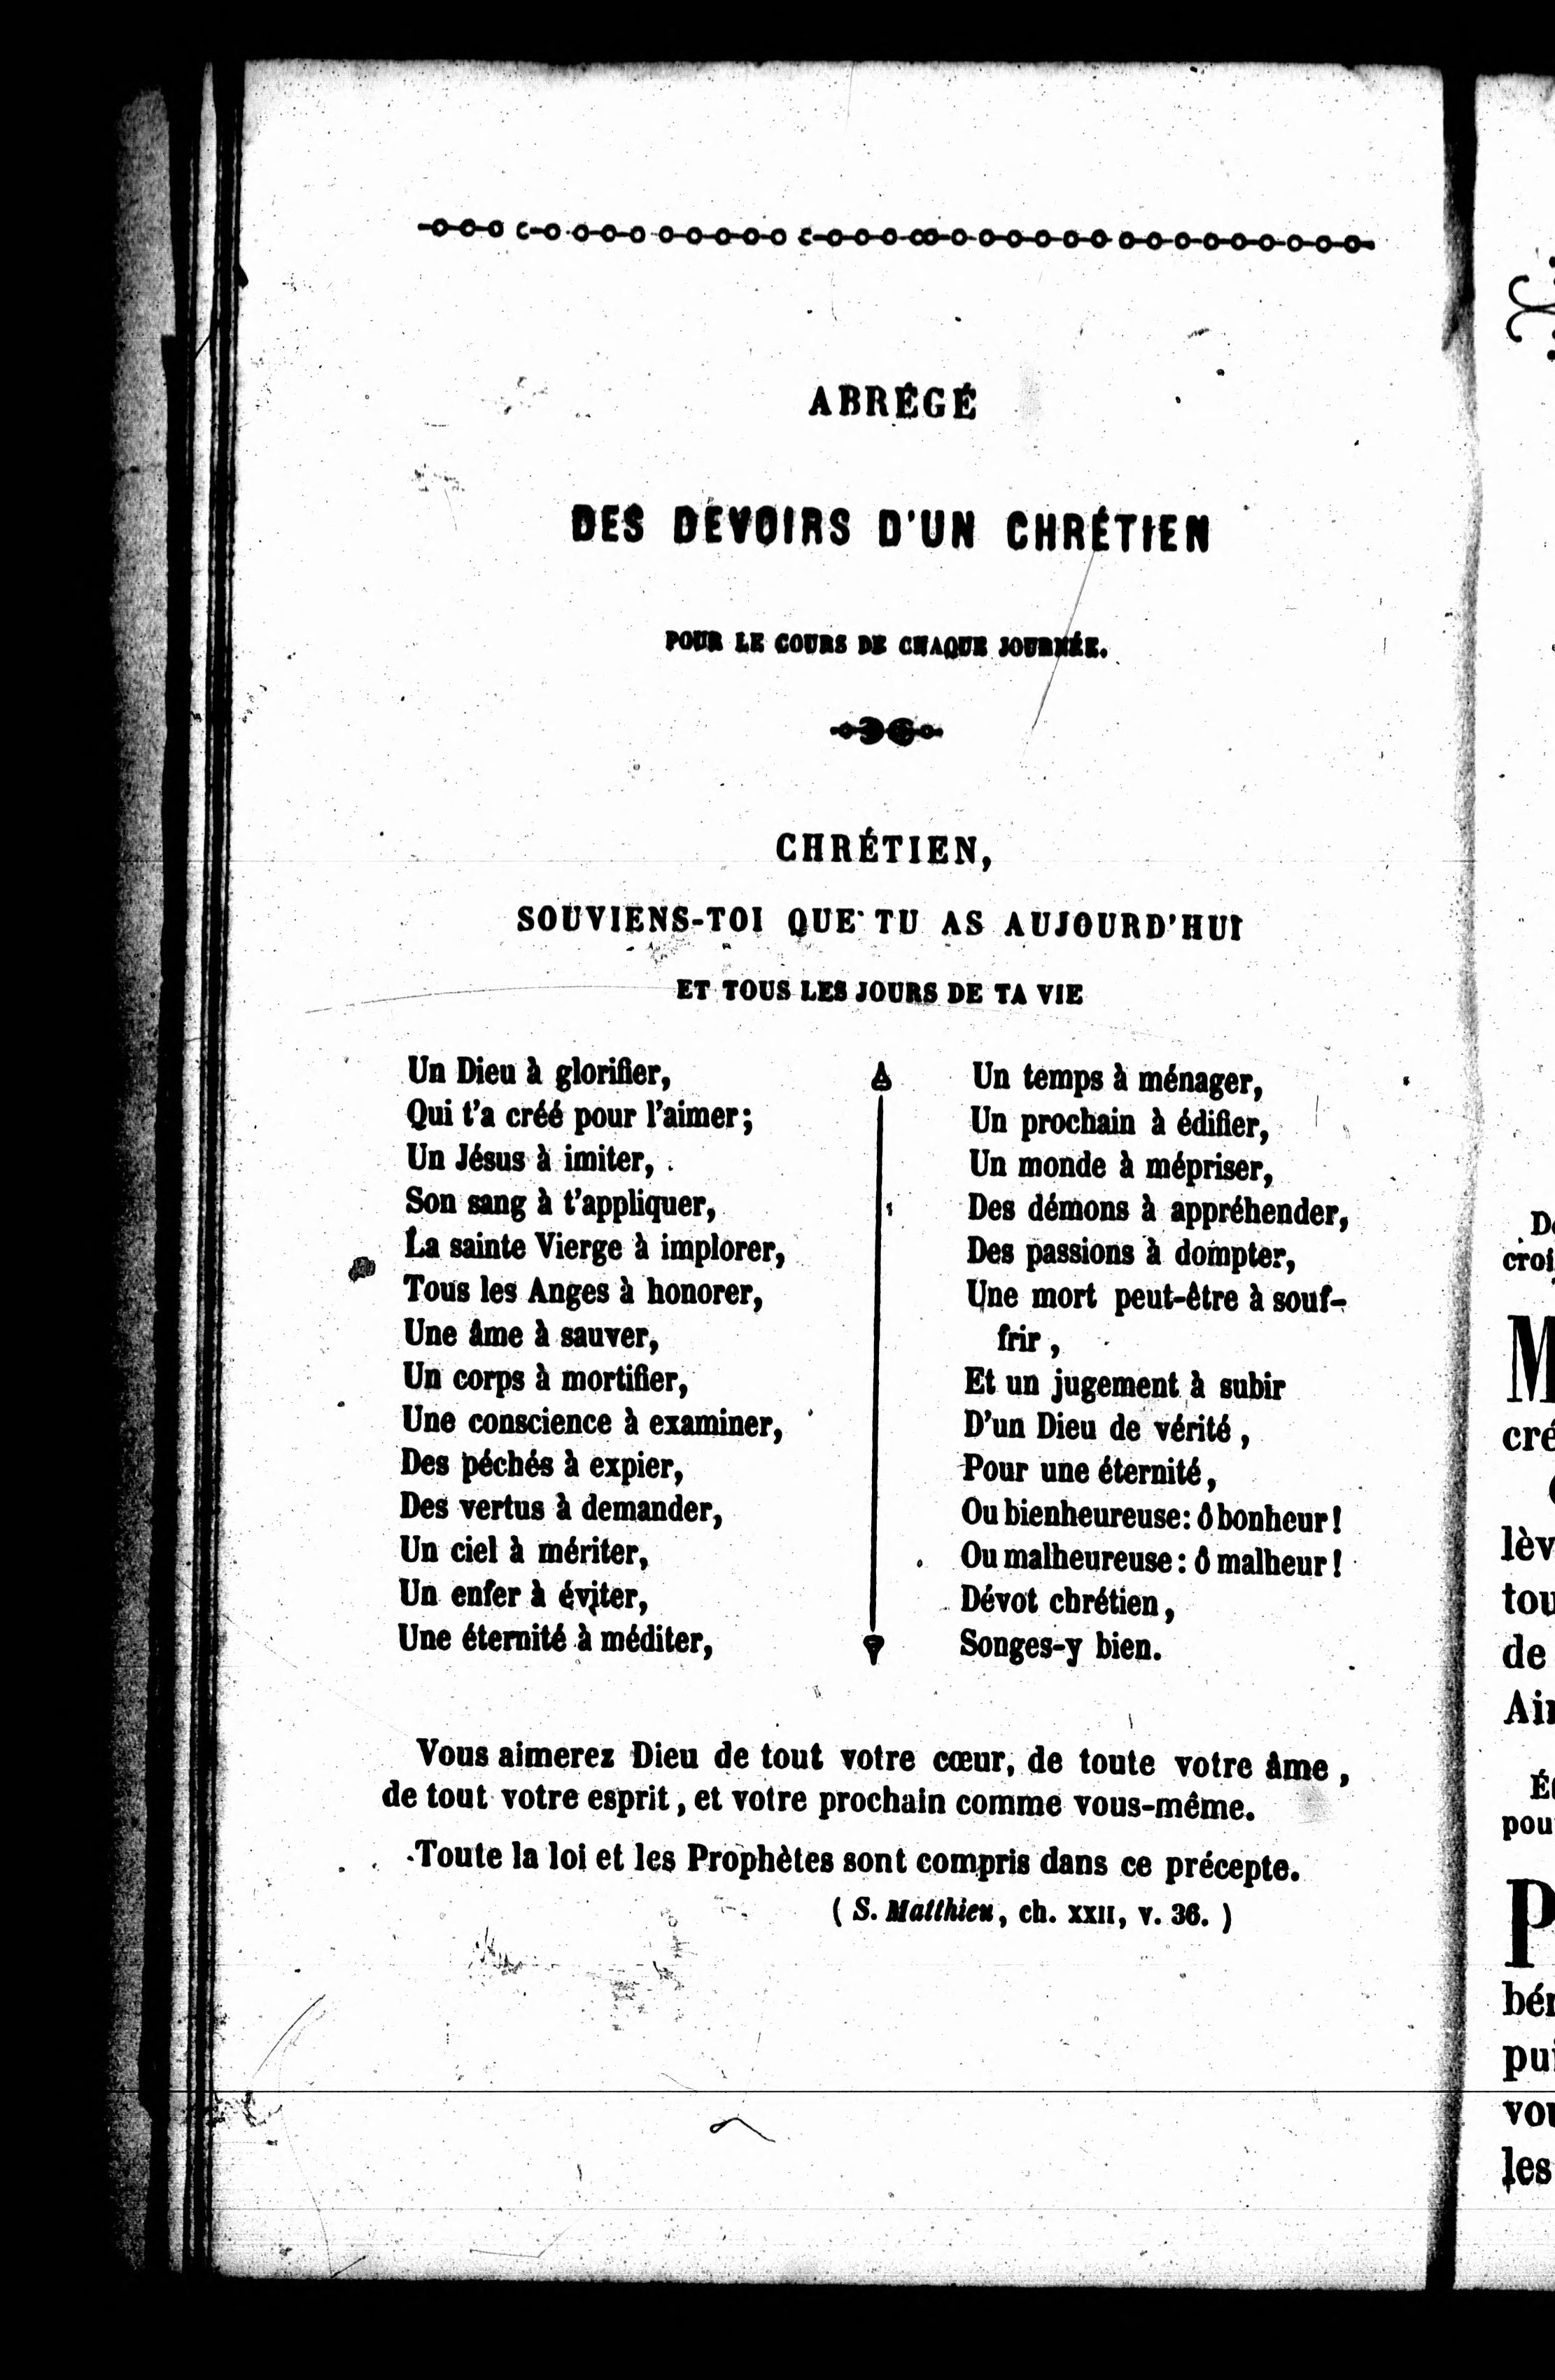 ABRÉGÉ
DES DEVOIRS D'UN CHRÉTIEN
POUR LE COURS DE CHAQUE JOURNÉE.
CHRÉTIEN,
SOUVIENS-TOI QUE TU AS AUJOURD'HUI
ET TOUS LES JOURS DE TA VIE
Un Dieu à glorifier,
Qui t'a créé pour l'aimer;
Un Jésus à imiter,
Son sang à t'appliquer,
La sainte Vierge à implorer,
Tous les Anges à honorer,
Une âme à sauver,
Un corps à mortifier,
Une conscience à examiner,
Des péchés à expier,
Des vertus à demander,
Un ciel à mériter,
Un enfer à éviter,
Une éternité à méditer,
Un temps à ménager,
Un prochain à édifier,
Un monde à mépriser,
Des démons à appréhender,
Des passions à dompter,
Une mort peut-être à souf-
frir,
Et un jugement à subir
D'un Dieu de vérité,
Pour une éternité,
Ou bienheureuse: ô bonheur!
Ou malheureuse: ô malheur!
Dévot chrétien,
Songes-y bien.
Vous aimerez Dieu de tout votre cœur, de toute votre âme,
de tout votre esprit, et votre prochain comme vous-même.
Toute la loi et les Prophètes sont compris dans ce précepte.
( S. Matthieu, ch. XXII, v. 36. )